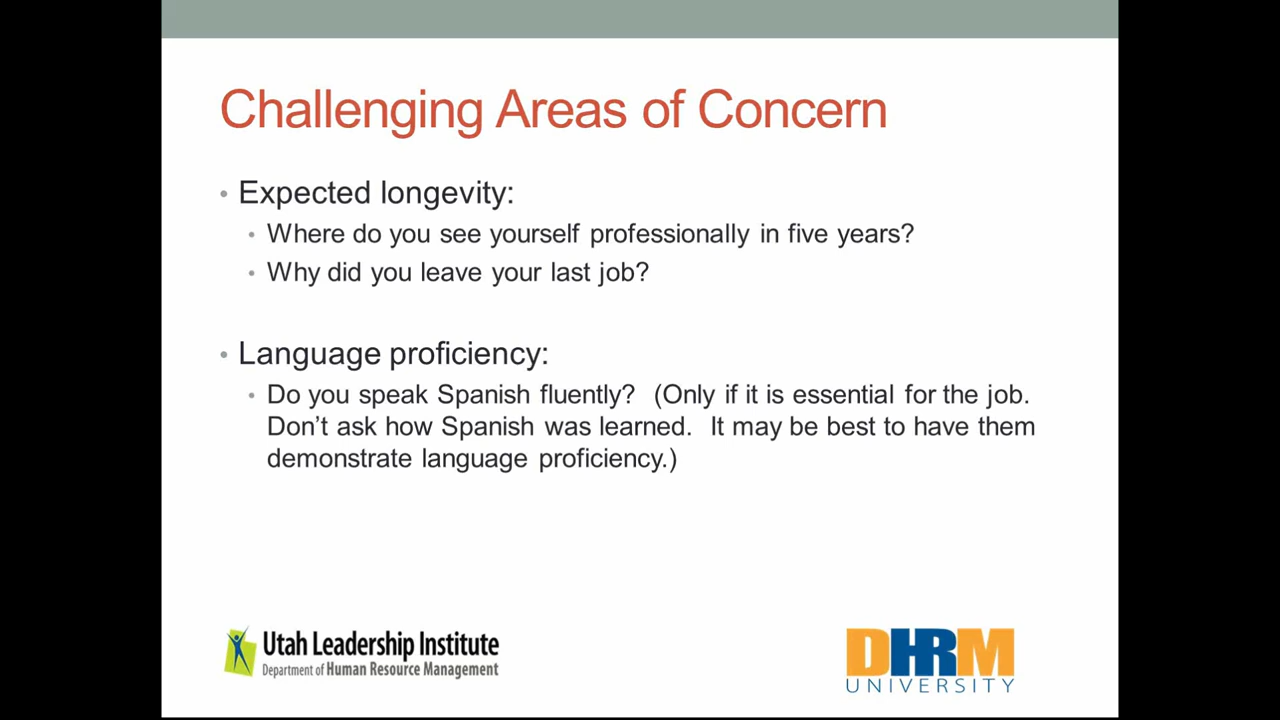 Challenging Areas of Concern
• Expected longevity:
• Where do you see yourself professionally in five years?
• Why did you leave your last job?
• Language proficiency:
• Do you speak Spanish fluently?  (Only if it is essential for the job.
Don’t ask how Spanish was learned.  It may be best to have them
demonstrate language proficiency.)
Utah Leadership Institute
Department of Human Resource Management
DHRM
UNIVERSITY